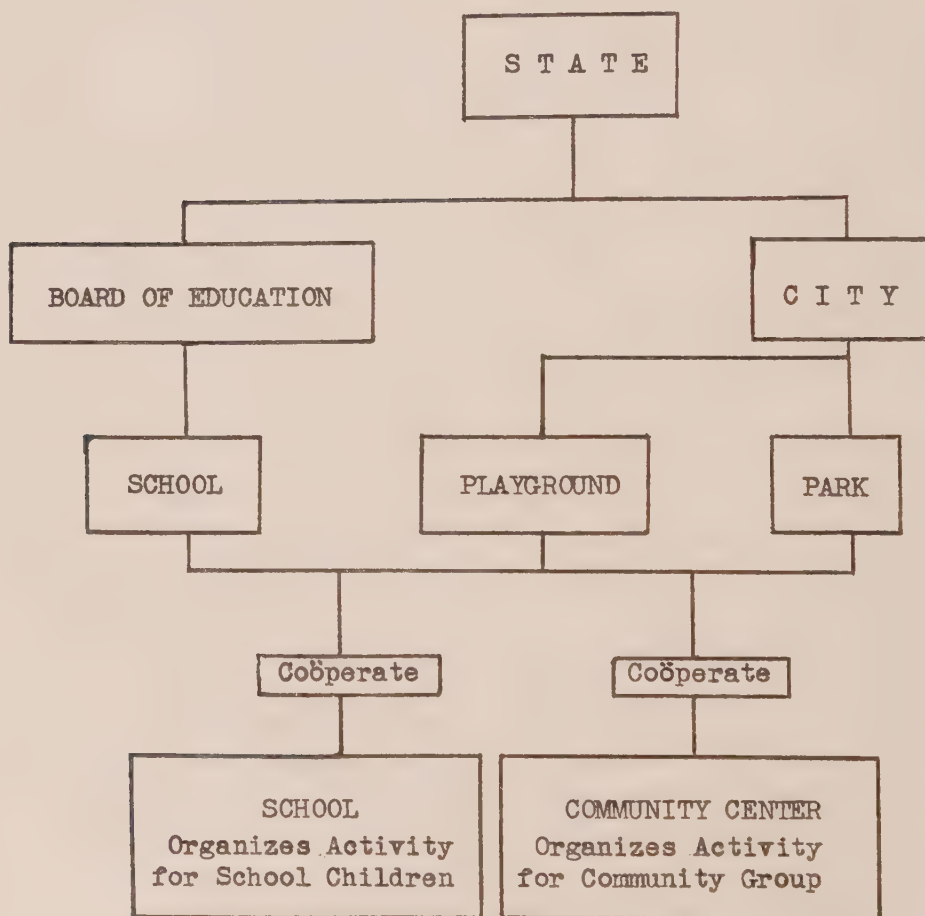 S T A T E
BOARD OF EDUCATION
C I T Y
SCHOOL
PLAYGROUND
PARK
Coöperate
Coöperate
SCHOOL
Organizes Activity
for School Children
COMMUNITY CENTER
Organizes Activity
for Community Group